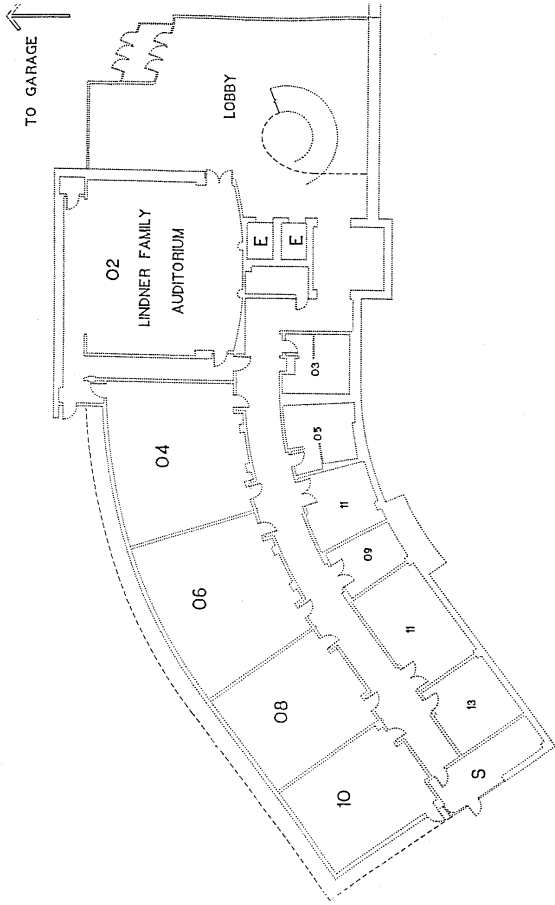 TO GARAGE
LOBBY
02
LINDNER FAMILY
AUDITORIUM
E
E
03
04
05
11
06
09
08
11
13
10
S